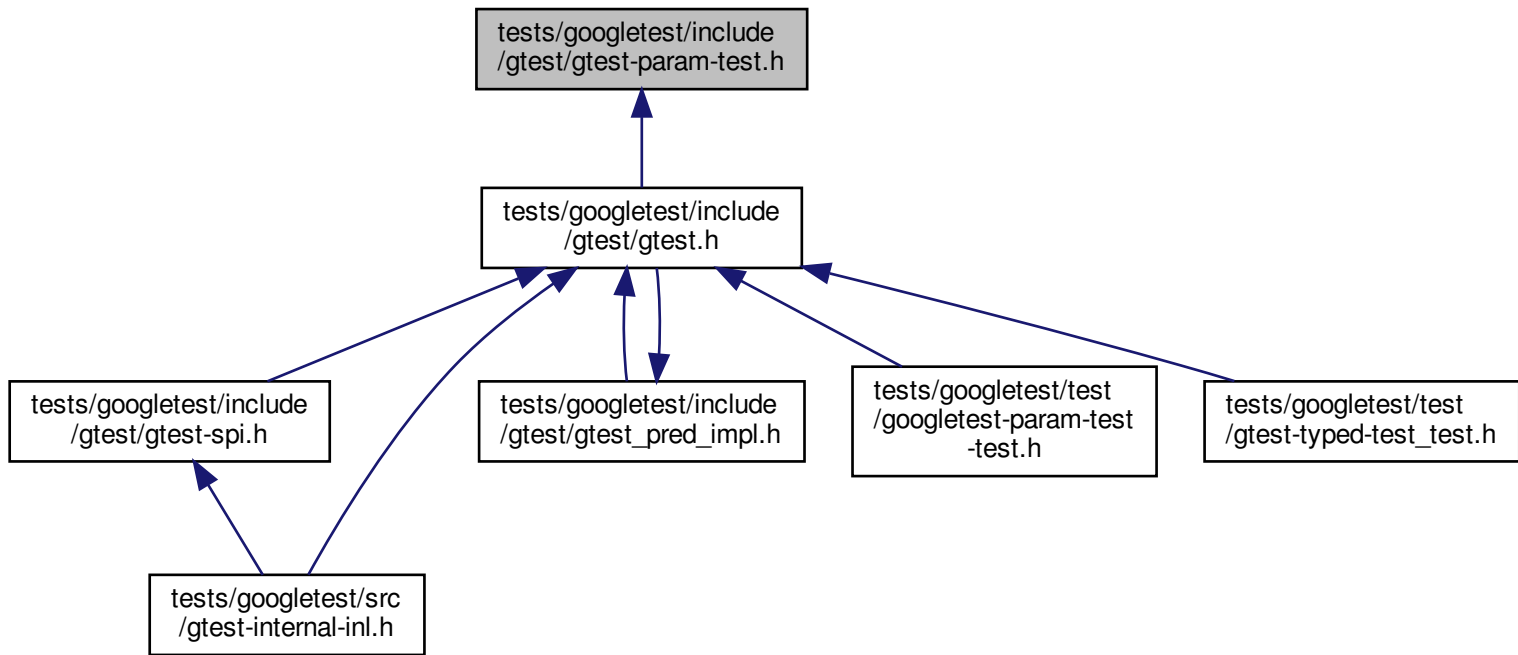 tests/googletest/include
/gtest/gtest-param-test.h
tests/googletest/include
/gtest/gtest.h
tests/googletest/include
/gtest/gtest-spi.h
tests/googletest/include
/gtest/gtest_pred_impl.h
tests/googletest/test
/googletest-param-test
-test.h
tests/googletest/test
/gtest-typed-test_test.h
tests/googletest/src
/gtest-internal-inl.h